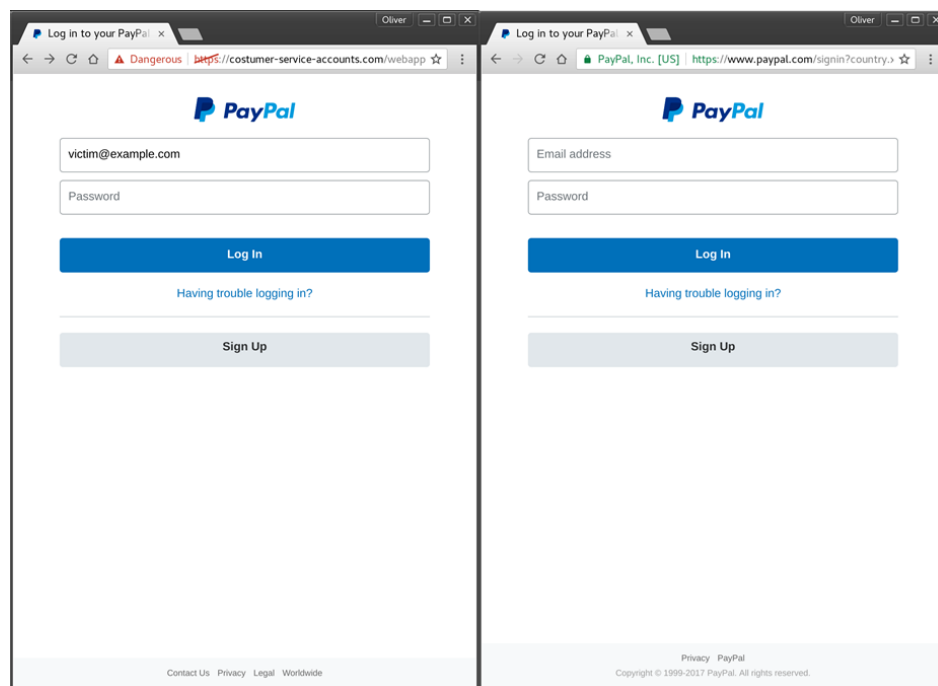 Oliver
Log in to your PayPal
Dangerous https://costumer-service-accounts.com/webapp
PayPal
victim@example.com
Password
Log In
Having trouble logging in?
Sign Up
Contact Us Privacy Legal Worldwide
Oliver
Log in to your PayPal
PayPal, Inc. [US] https://www.paypal.com/signin?country.x
PayPal
Email address
Password
Log In
Having trouble logging in?
Sign Up
Privacy PayPal
Copyright © 1999-2017 PayPal. All rights reserved.